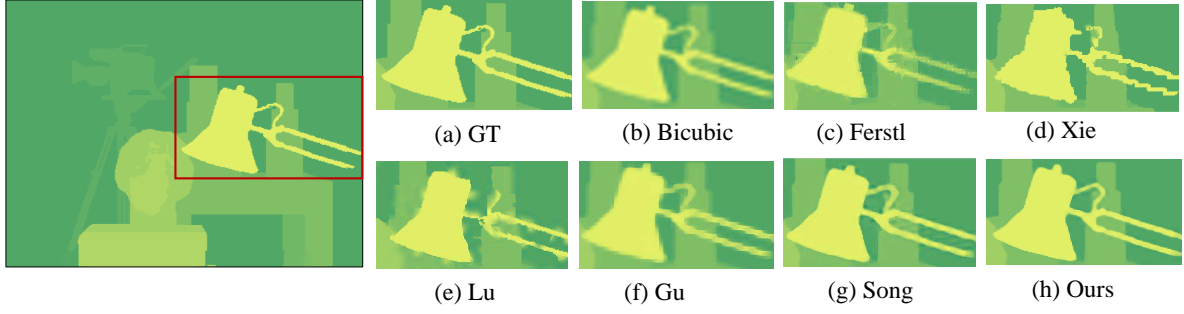 (a) GT
(b) Bicubic
(c) Ferstl
(d) Xie
(e) Lu
(f) Gu
(g) Song
(h) Ours